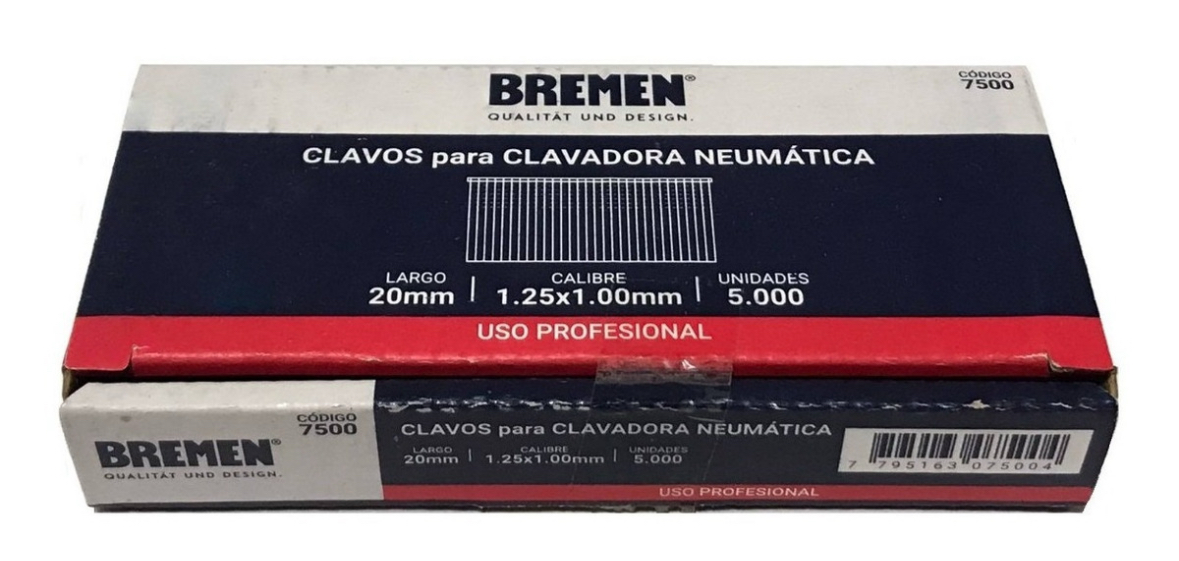 BREMEN®
QUALITÄT UND DESIGN.
CÓDIGO
7500
CLAVOS para CLAVADORA NEUMÁTICA
LARGO
20mm
CALIBRE
1.25x1.00mm
UNIDADES
5.000
USO PROFESIONAL
BREMEN®
QUALITÄT UND DESIGN.
CÓDIGO
7500
CLAVOS para CLAVADORA NEUMÁTICA
LARGO
20mm
CALIBRE
1.25x1.00mm
UNIDADES
5.000
7 795163 075004
USO PROFESIONAL